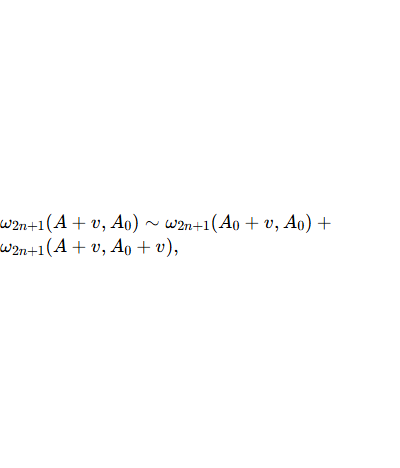 ω₂ₙ₊₁(A + v, A₀) ∼ ω₂ₙ₊₁(A₀ + v, A₀) +
ω₂ₙ₊₁(A + v, A₀ + v),